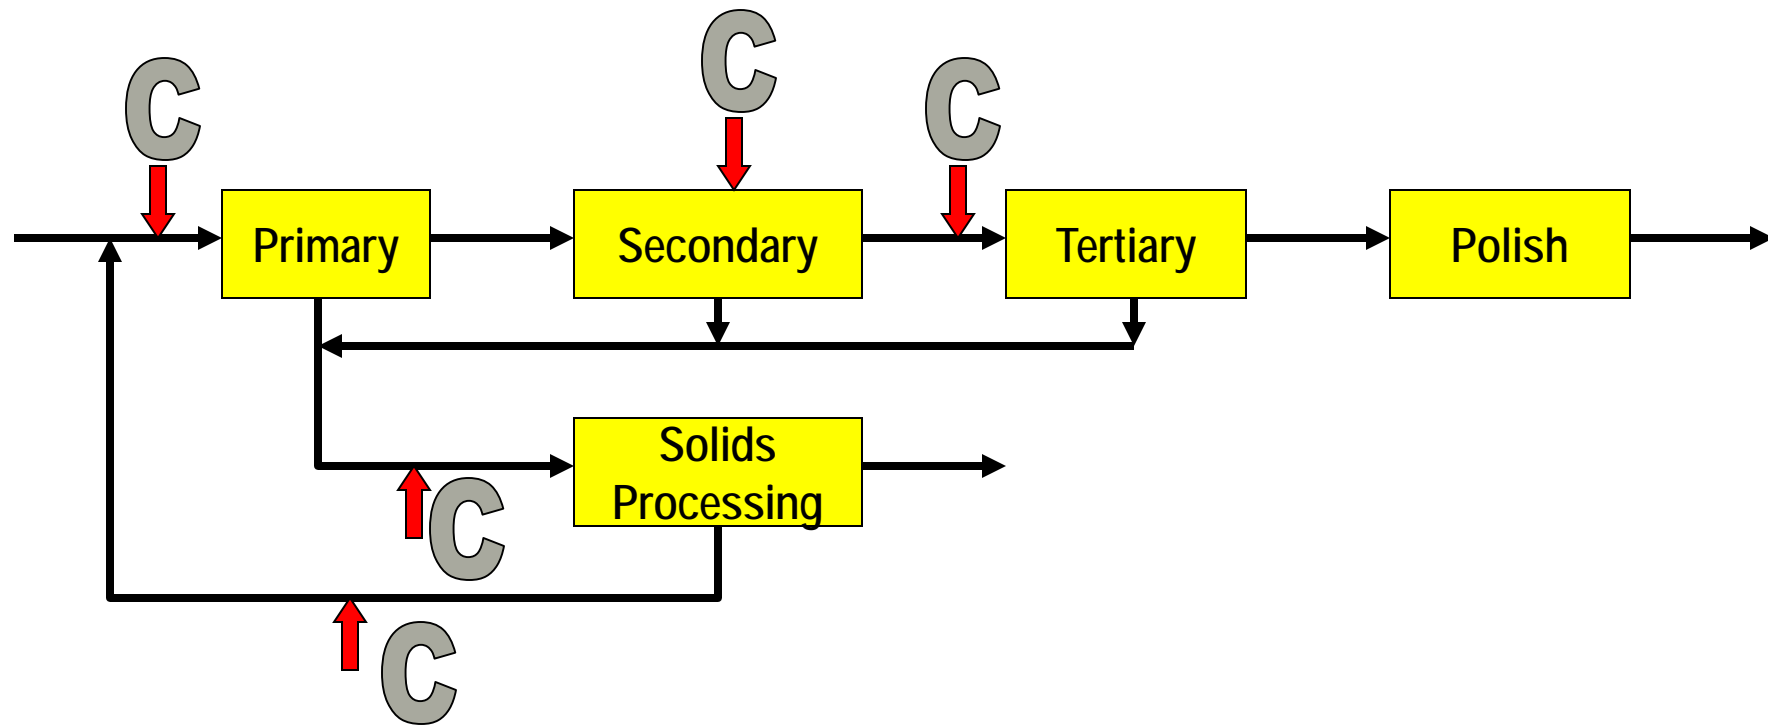 C
C
C
Primary
Secondary
Tertiary
Polish
Solids
Processing
C
C